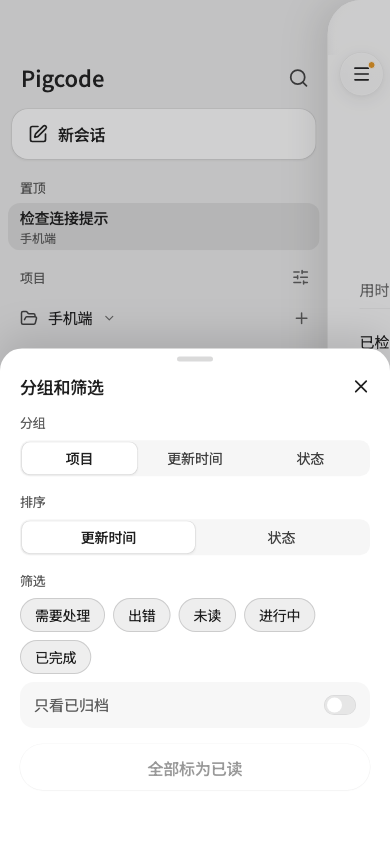 Pigcode
新会话
置顶
检查连接提示
手机端
项目
手机端
用时
已检
分组和筛选
分组
项目 更新时间 状态
排序
更新时间 状态
筛选
需要处理 出错 未读 进行中
已完成
只看已归档
全部标为已读